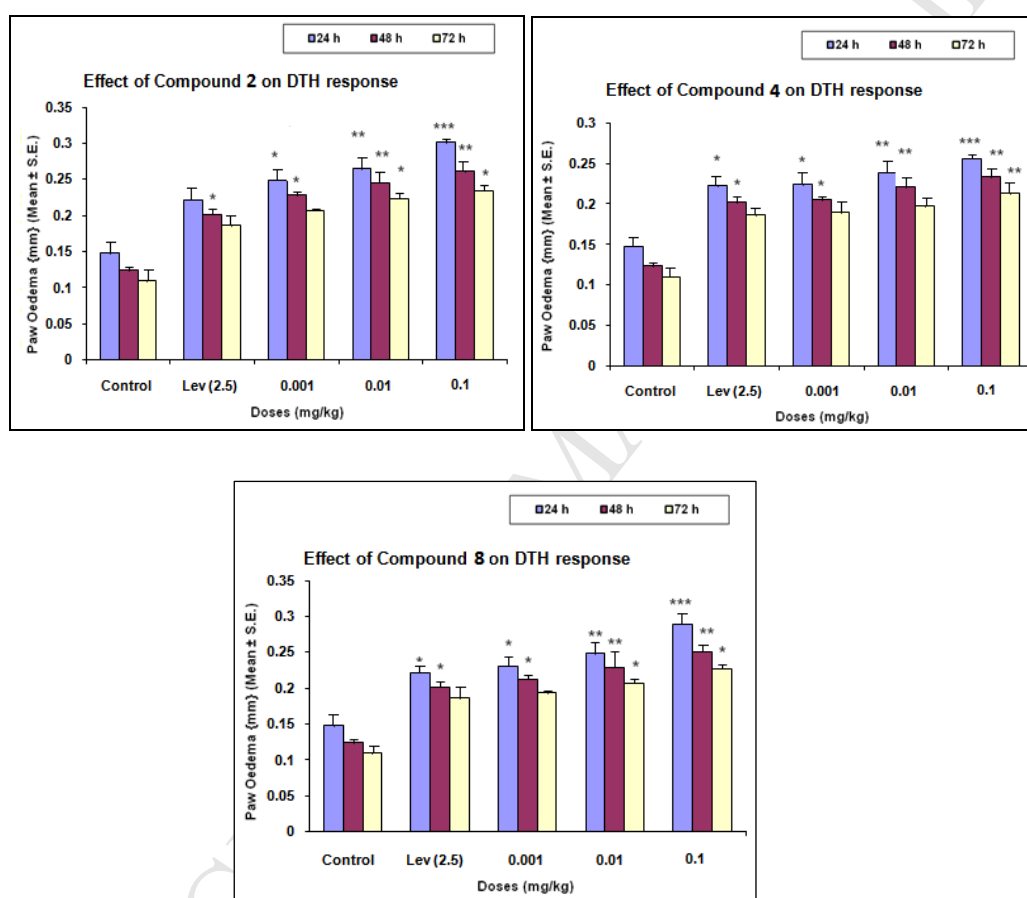 24 h 48 h 72 h
Effect of Compound 2 on DTH response
Paw Oedema {mm} (Mean ± S.E.)
0.35
0.3
0.25
0.2
0.15
0.1
0.05
0
* * * ** ** * *** ** *
Control Lev (2.5) 0.001 0.01 0.1
Doses (mg/kg)
24 h 48 h 72 h
Effect of Compound 4 on DTH response
Paw Oedema {mm} (Mean ± S.E.)
0.3
0.25
0.2
0.15
0.1
0.05
0
* * * * ** ** *** ** **
Control Lev (2.5) 0.001 0.01 0.1
Doses (mg/kg)
24 h 48 h 72 h
Effect of Compound 8 on DTH response
Paw Oedema {mm} (Mean ± S.E.)
0.35
0.3
0.25
0.2
0.15
0.1
0.05
0
* * * * ** ** * *** ** *
Control Lev (2.5) 0.001 0.01 0.1
Doses (mg/kg)